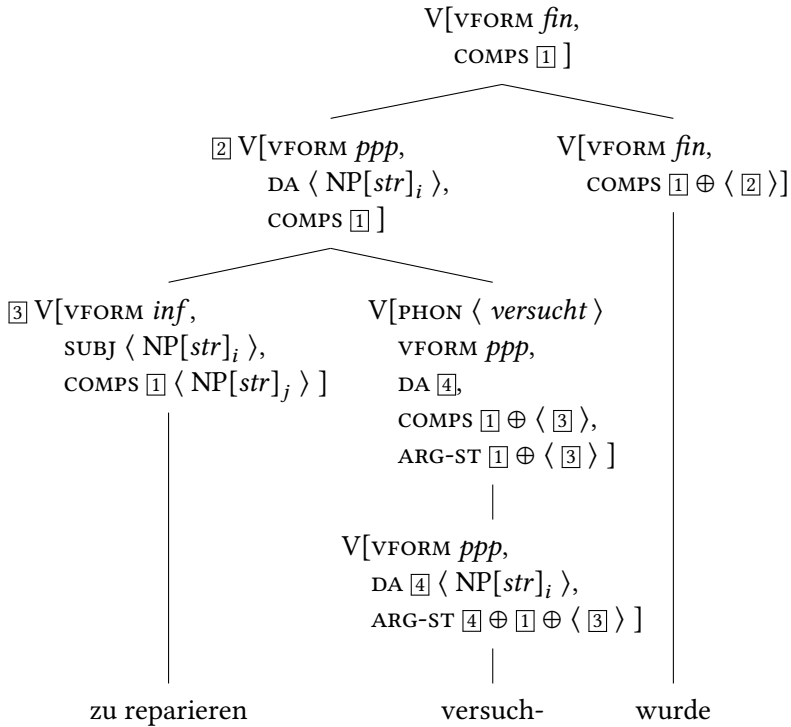 V[VFORM fin,
COMPS 1 ]
2 V[VFORM ppp, V[VFORM fin,
DA ⟨ NP[str]i ⟩, COMPS 1 ⊕ ⟨ 2 ⟩]
COMPS 1 ]
3 V[VFORM inf, V[PHON ⟨ versucht ⟩
SUBJ ⟨ NP[str]i ⟩, VFORM ppp,
COMPS 1 ⟨ NP[str]j ⟩ ] DA 4,
COMPS 1 ⊕ ⟨ 3 ⟩,
ARG-ST 1 ⊕ ⟨ 3 ⟩ ]
V[VFORM ppp,
DA 4 ⟨ NP[str]i ⟩,
ARG-ST 4 ⊕ 1 ⊕ ⟨ 3 ⟩ ]
zu reparieren versuch- wurde